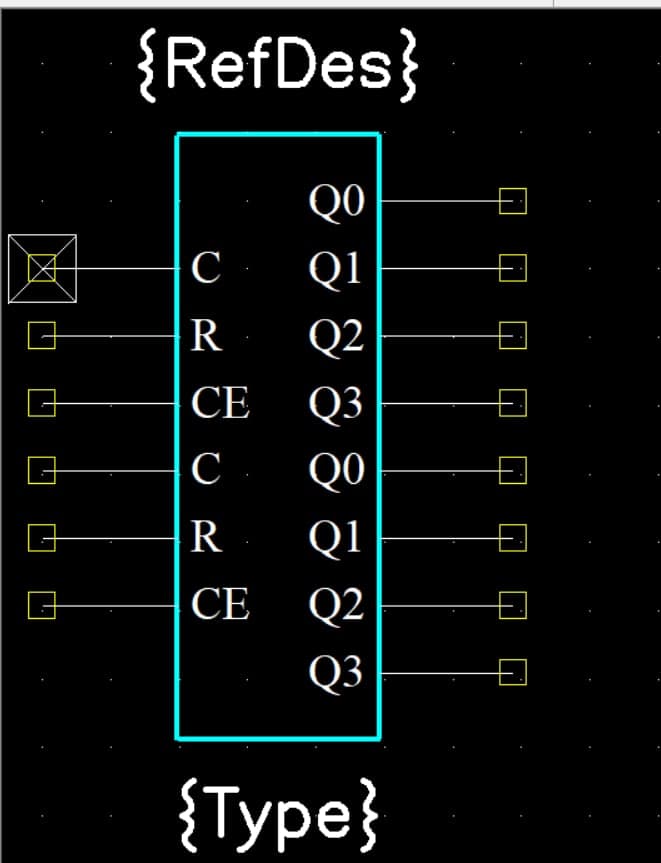 {RefDes}
Q0
C Q1
R Q2
CE Q3
C Q0
R Q1
CE Q2
Q3
{Type}